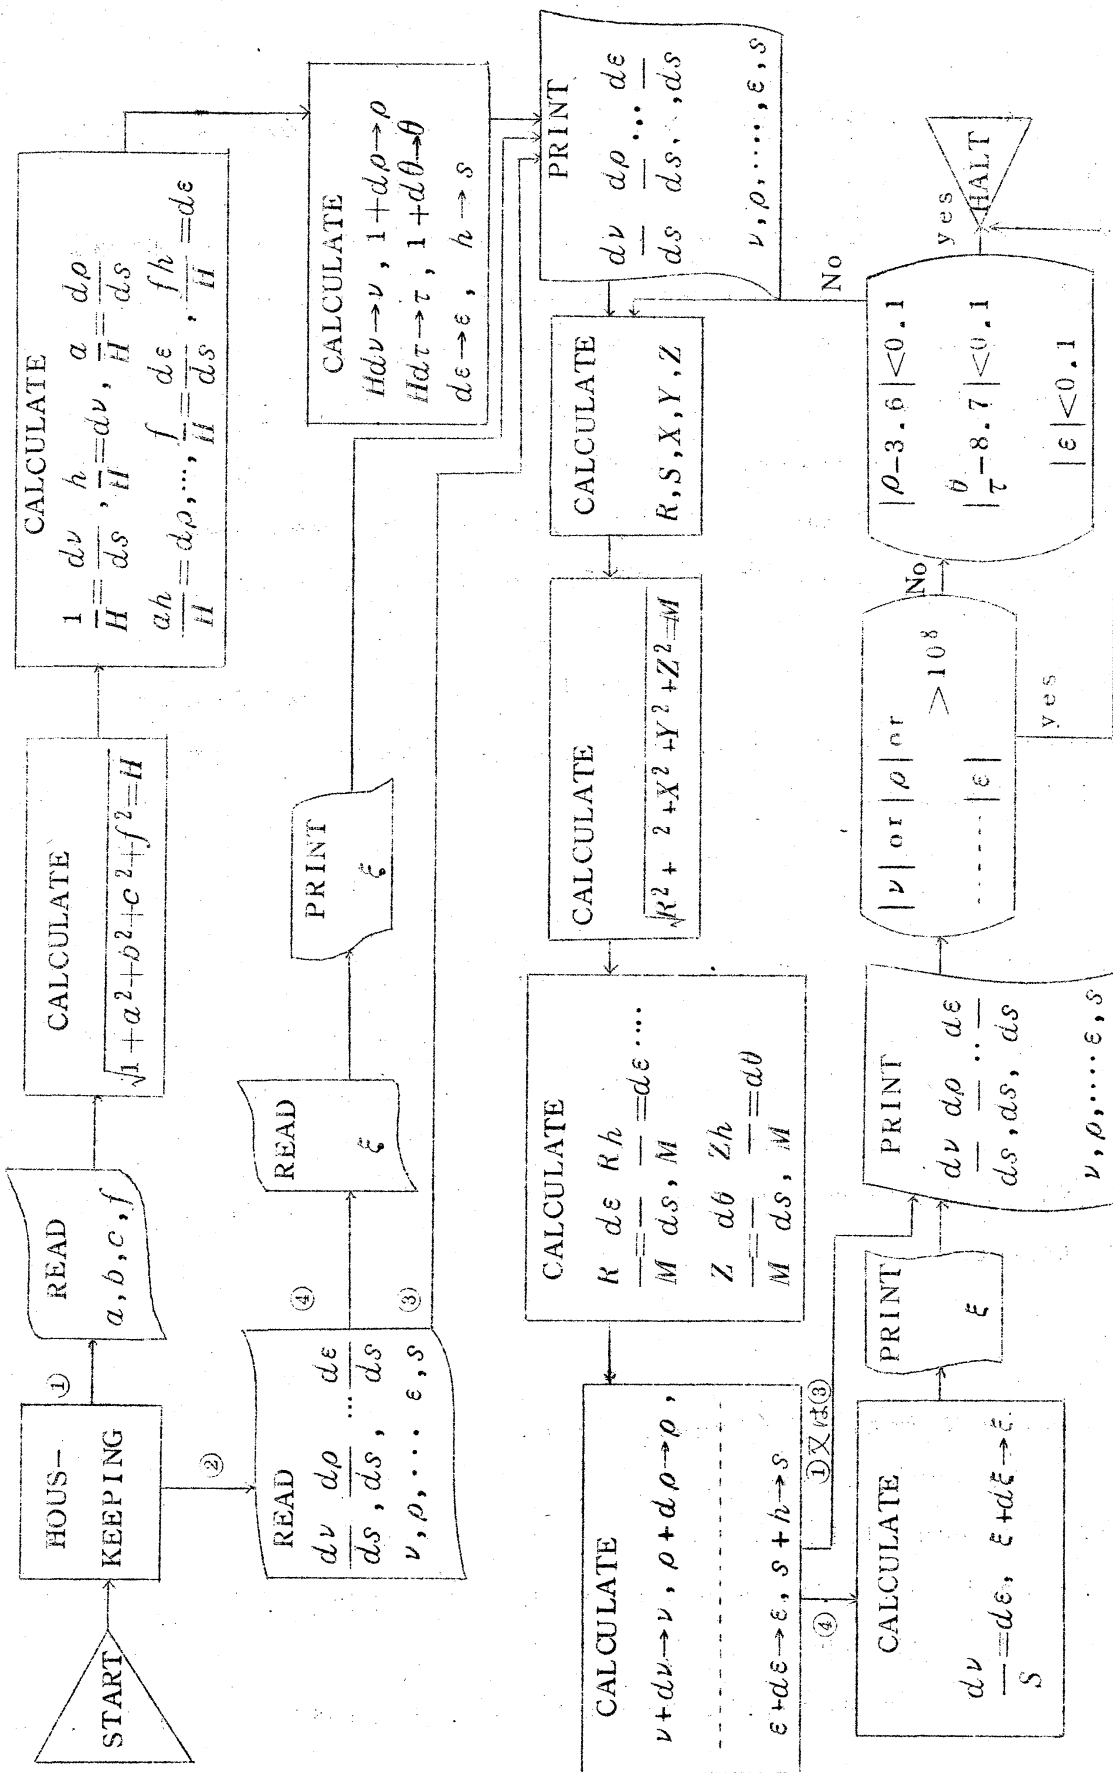 START
HOUS-
KEEPING
①
②
READ
a, b, c, f
CALCULATE
√1+a²+b²+c²+f²=H
CALCULATE
1 dν h a dρ
—=—, —=dν, —=—
H ds H H ds
ah f dε fh
—=dρ, ..., —=—, —=dε
H H ds H
CALCULATE
Hdν→ν, 1+dρ→ρ
Hdτ→τ, 1+dθ→θ
dε→ε, h→s
READ
dν dρ ... dε
ds, ds, ds
ν, ρ, ... ε, s
④
③
READ
ξ
PRINT
ξ
PRINT
dν dρ ... dε
ds ds, ,ds
ν, ρ, ...., ε, s
CALCULATE
R, S, X, Y, Z
CALCULATE
√R²+ ²+X²+Y²+Z²=M
CALCULATE
R dε Rh
—=—, —=dε ....
M ds, M
Z dθ Zh
—=— —=dθ
M ds, M
CALCULATE
ν+dν→ν, ρ+dρ→ρ,
- - - - - - - - - -
ε+dε→ε, s+h→s
①又は③
④
CALCULATE
dν
—=dε, ξ+dξ→ξ
S
PRINT
ξ
PRINT
dν dρ .. dε
ds, ds, ds
ν, ρ, .... ε, s
|ν| or |ρ| or
>10⁸
----- |ε|
yes
No
|ρ-3.6|<0.1
θ
|τ-8.7|<0.1
|ε|<0.1
No
yes
HALT